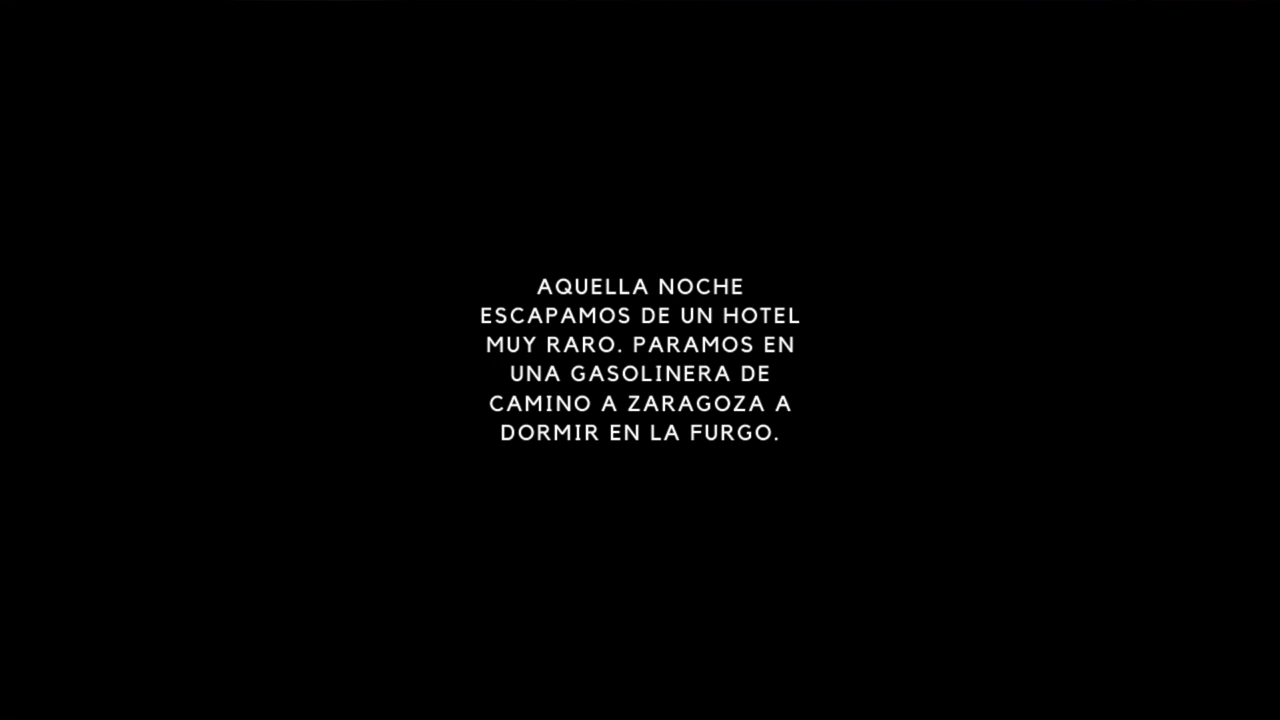 AQUELLA NOCHE
ESCAPAMOS DE UN HOTEL
MUY RARO. PARAMOS EN
UNA GASOLINERA DE
CAMINO A ZARAGOZA A
DORMIR EN LA FURGO.